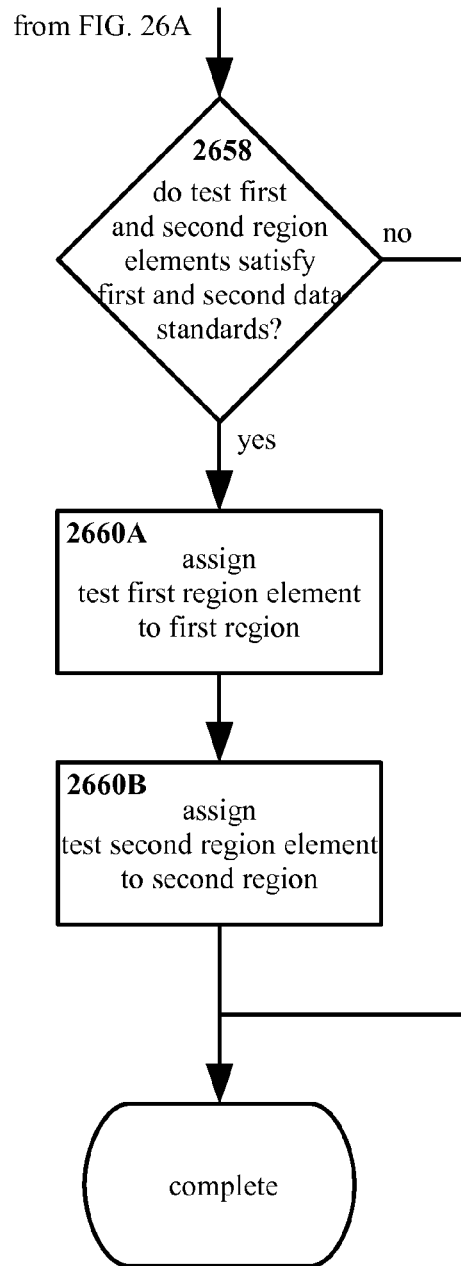 from FIG. 26A
2658
do test first
and second region
no
elements satisfy
first and second data
standards?
yes
2660A
assign
test first region element
to first region
2660B
assign
test second region element
to second region
complete